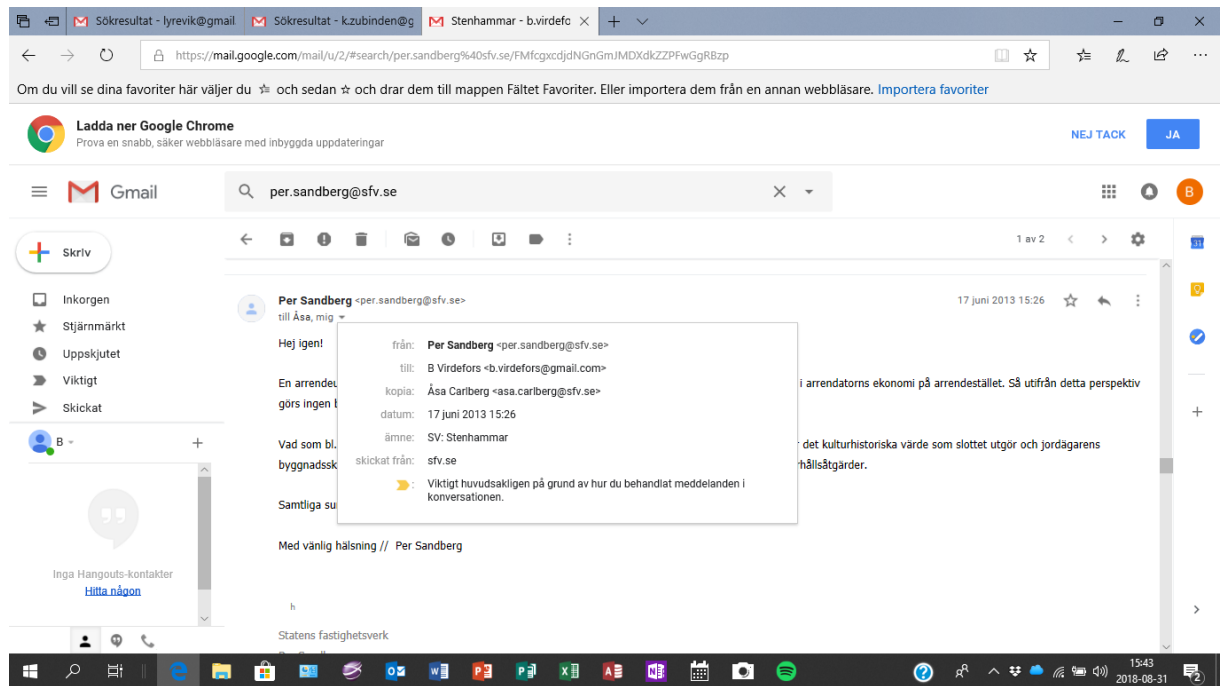 Sökresultat - lyrevik@gmail
Sökresultat - k.zubinden@g
Stenhammar - b.virdefo
https://mail.google.com/mail/u/2/#search/per.sandberg%40sfv.se/FMfcgxcdjdNGnGmJMDXdkZZPFwGgRBzp
Om du vill se dina favoriter här väljer du och sedan och drar dem till mappen Fältet Favoriter. Eller importera dem från en annan webbläsare. Importera favoriter
Ladda ner Google Chrome
Prova en snabb, säker webbläsare med inbyggda uppdateringar
NEJ TACK
JA
Gmail
per.sandberg@sfv.se
B
Skriv
1 av 2
31
Inkorgen
Stjärnmärkt
Uppskjutet
Viktigt
Skickat
B
Inga Hangouts-kontakter
Hitta någon
Per Sandberg <per.sandberg@sfv.se>
17 juni 2013 15:26
till Åsa, mig
Hej igen!
från: Per Sandberg <per.sandberg@sfv.se>
till: B Virdefors <b.virdefors@gmail.com>
kopia: Åsa Carlberg <asa.carlberg@sfv.se>
datum: 17 juni 2013 15:26
ämne: SV: Stenhammar
skickat från: sfv.se
: Viktigt huvudsakligen på grund av hur du behandlat meddelanden i
konversationen.
En i arrendatorns ekonomi på arrendestället. Så utifrån detta perspektiv
görs ingen
Vad som det kulturhistoriska värde som slottet utgör och jordägarens
Samtliga
Med vänlig hälsning // Per Sandberg
h
Statens fastighetsverk
15:43
2018-08-31